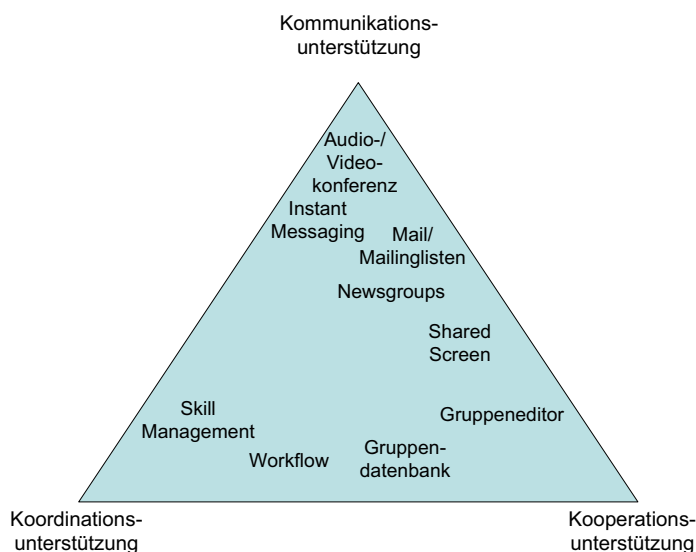 Kommunikations-
unterstützung
Audio-/
Video-
konferenz
Instant
Messaging
Mail/
Mailinglisten
Newsgroups
Shared
Screen
Skill
Management
Gruppeneditor
Workflow
Gruppen-
datenbank
Koordinations-
unterstützung
Kooperations-
unterstützung